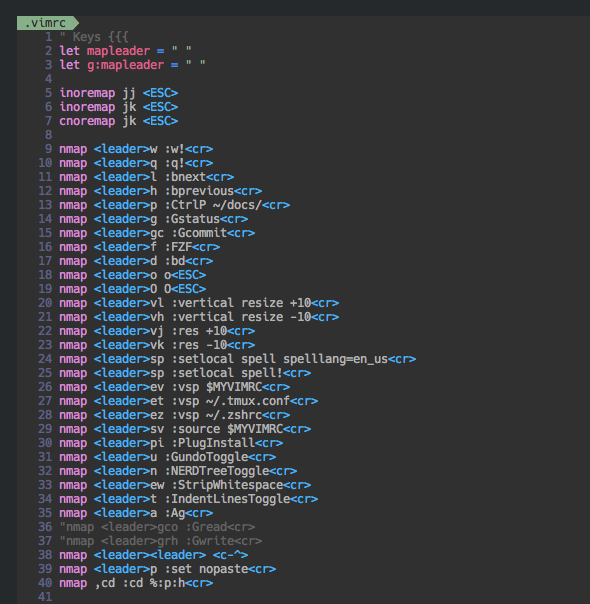 .vimrc
1 " Keys {{{
2 let mapleader = " "
3 let g:mapleader = " "
4
5 inoremap jj <ESC>
6 inoremap jk <ESC>
7 cnoremap jk <ESC>
8
9 nmap <leader>w :w!<cr>
10 nmap <leader>q :q!<cr>
11 nmap <leader>l :bnext<cr>
12 nmap <leader>h :bprevious<cr>
13 nmap <leader>p :CtrlP ~/docs/<cr>
14 nmap <leader>g :Gstatus<cr>
15 nmap <leader>gc :Gcommit<cr>
16 nmap <leader>f :FZF<cr>
17 nmap <leader>d :bd<cr>
18 nmap <leader>o o<ESC>
19 nmap <leader>O O<ESC>
20 nmap <leader>vl :vertical resize +10<cr>
21 nmap <leader>vh :vertical resize -10<cr>
22 nmap <leader>vj :res +10<cr>
23 nmap <leader>vk :res -10<cr>
24 nmap <leader>sp :setlocal spell spelllang=en_us<cr>
25 nmap <leader>sp :setlocal spell!<cr>
26 nmap <leader>ev :vsp $MYVIMRC<cr>
27 nmap <leader>et :vsp ~/.tmux.conf<cr>
28 nmap <leader>ez :vsp ~/.zshrc<cr>
29 nmap <leader>sv :source $MYVIMRC<cr>
30 nmap <leader>pi :PlugInstall<cr>
31 nmap <leader>u :GundoToggle<cr>
32 nmap <leader>n :NERDTreeToggle<cr>
33 nmap <leader>ew :StripWhitespace<cr>
34 nmap <leader>t :IndentLinesToggle<cr>
35 nmap <leader>a :Ag<cr>
36 "nmap <leader>gco :Gread<cr>
37 "nmap <leader>grh :Gwrite<cr>
38 nmap <leader><leader> <c-^>
39 nmap <leader>p :set nopaste<cr>
40 nmap ,cd :cd %:p:h<cr>
41